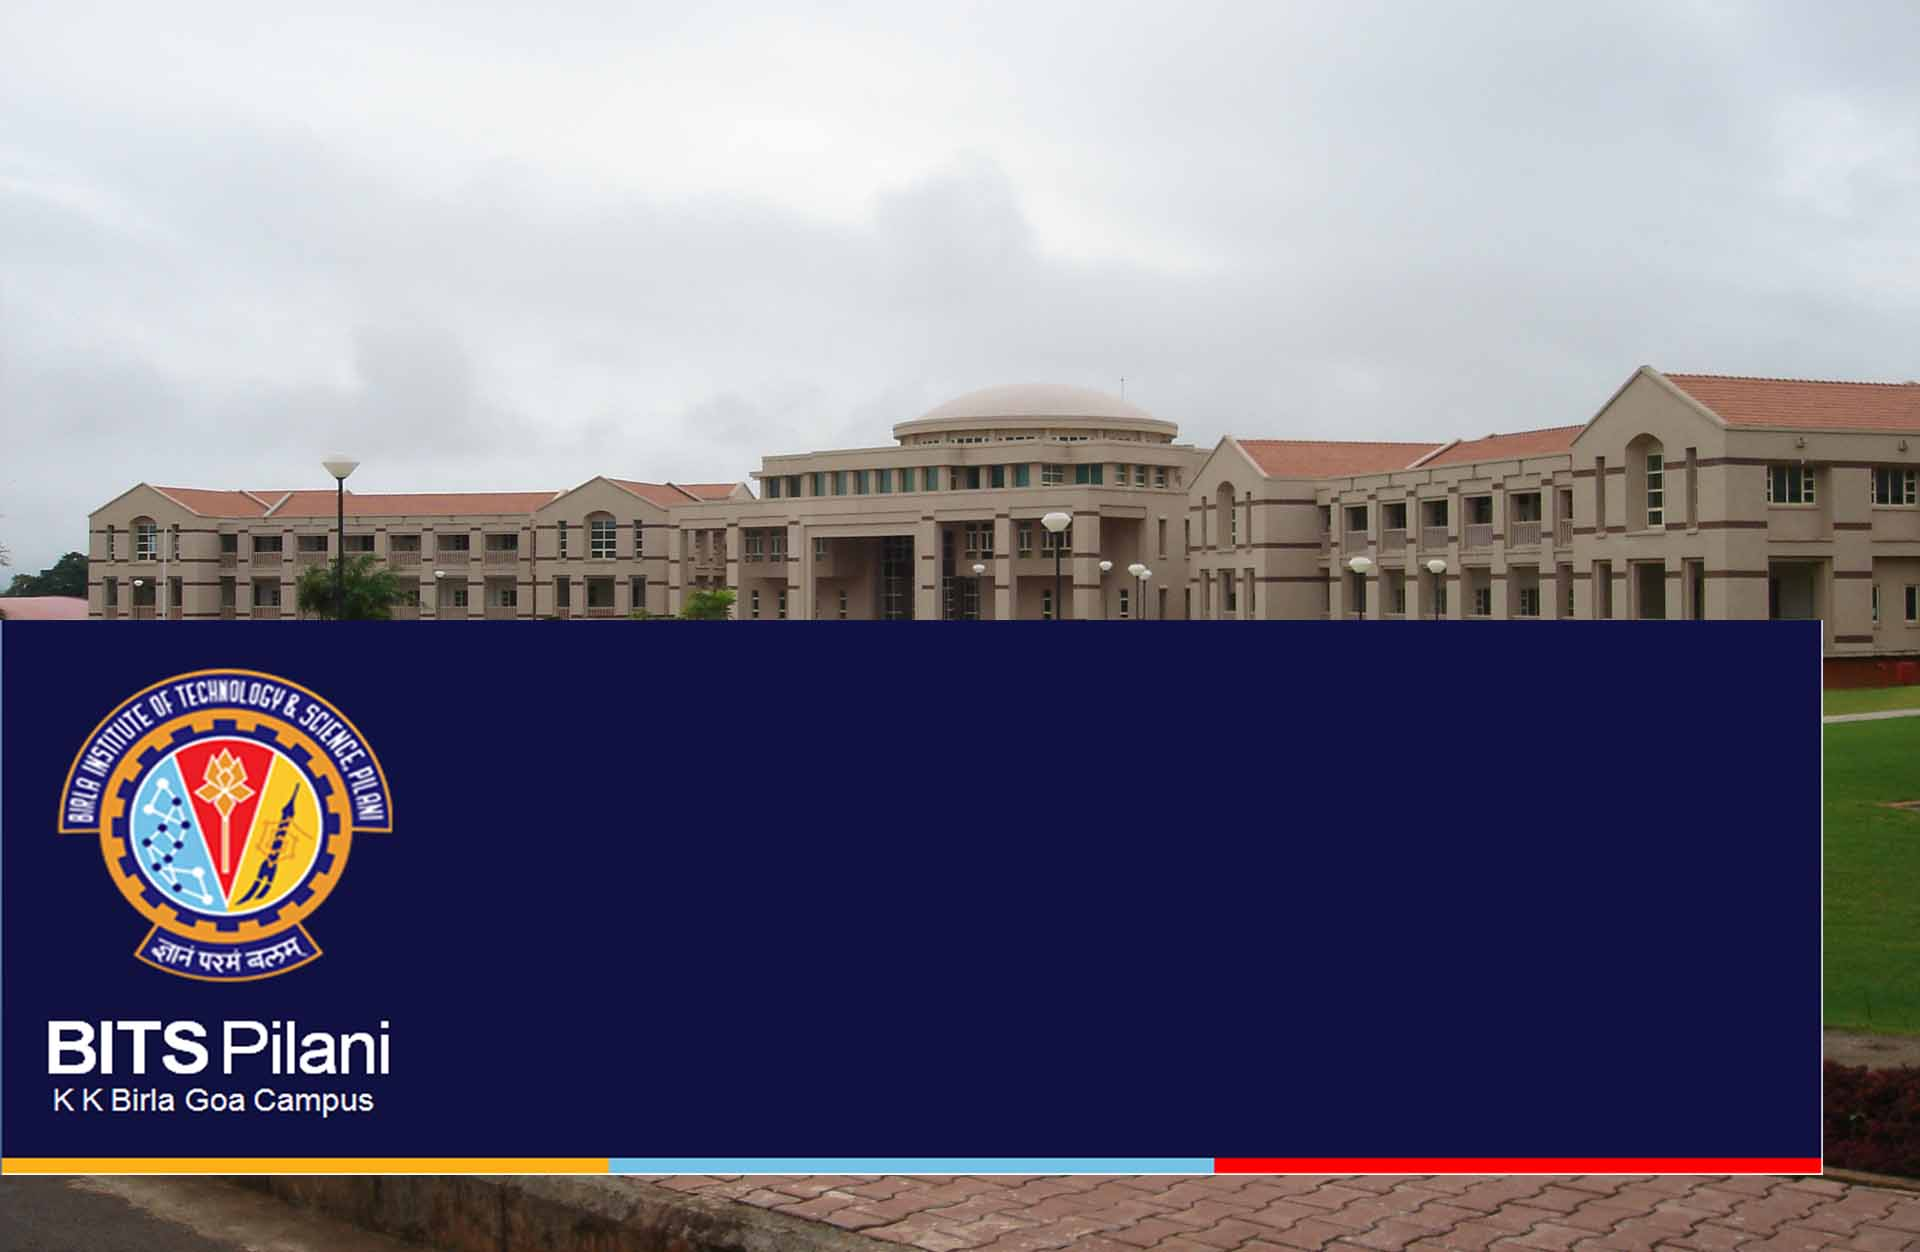 BIRLA INSTITUTE OF TECHNOLOGY & SCIENCE, PILANI
ज्ञानं परमं बलम्
BITS Pilani
K K Birla Goa Campus